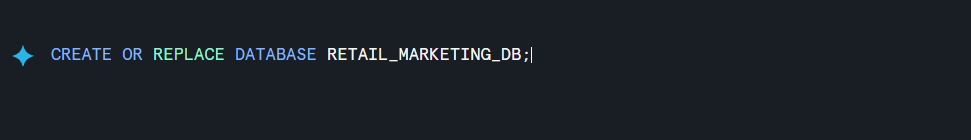 CREATE OR REPLACE DATABASE RETAIL_MARKETING_DB;